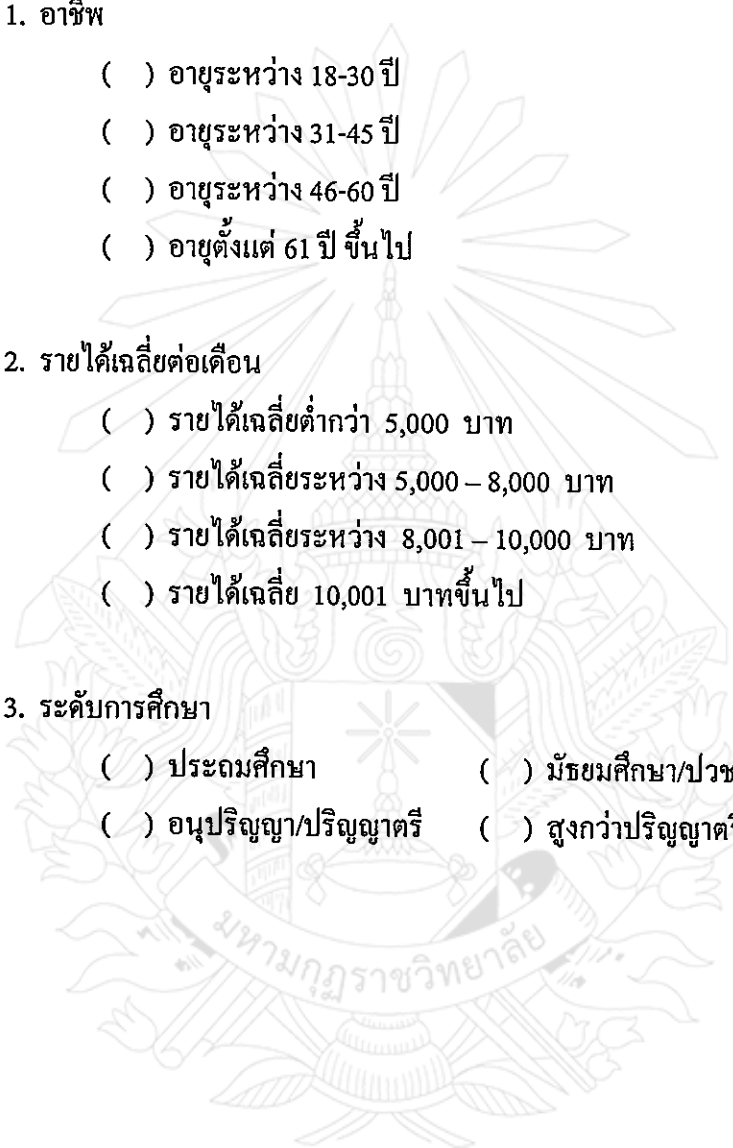 1. อาชีพ
( ) อายุระหว่าง 18-30 ปี
( ) อายุระหว่าง 31-45 ปี
( ) อายุระหว่าง 46-60 ปี
( ) อายุตั้งแต่ 61 ปี ขึ้นไป
2. รายได้เฉลี่ยต่อเดือน
( ) รายได้เฉลี่ยต่ำกว่า 5,000 บาท
( ) รายได้เฉลี่ยระหว่าง 5,000 – 8,000 บาท
( ) รายได้เฉลี่ยระหว่าง 8,001 – 10,000 บาท
( ) รายได้เฉลี่ย 10,001 บาทขึ้นไป
3. ระดับการศึกษา
( ) ประถมศึกษา ( ) มัธยมศึกษา/ปวช
( ) อนุปริญญา/ปริญญาตรี ( ) สูงกว่าปริญญาตรี
มหามกุฏราชวิทยาลัย